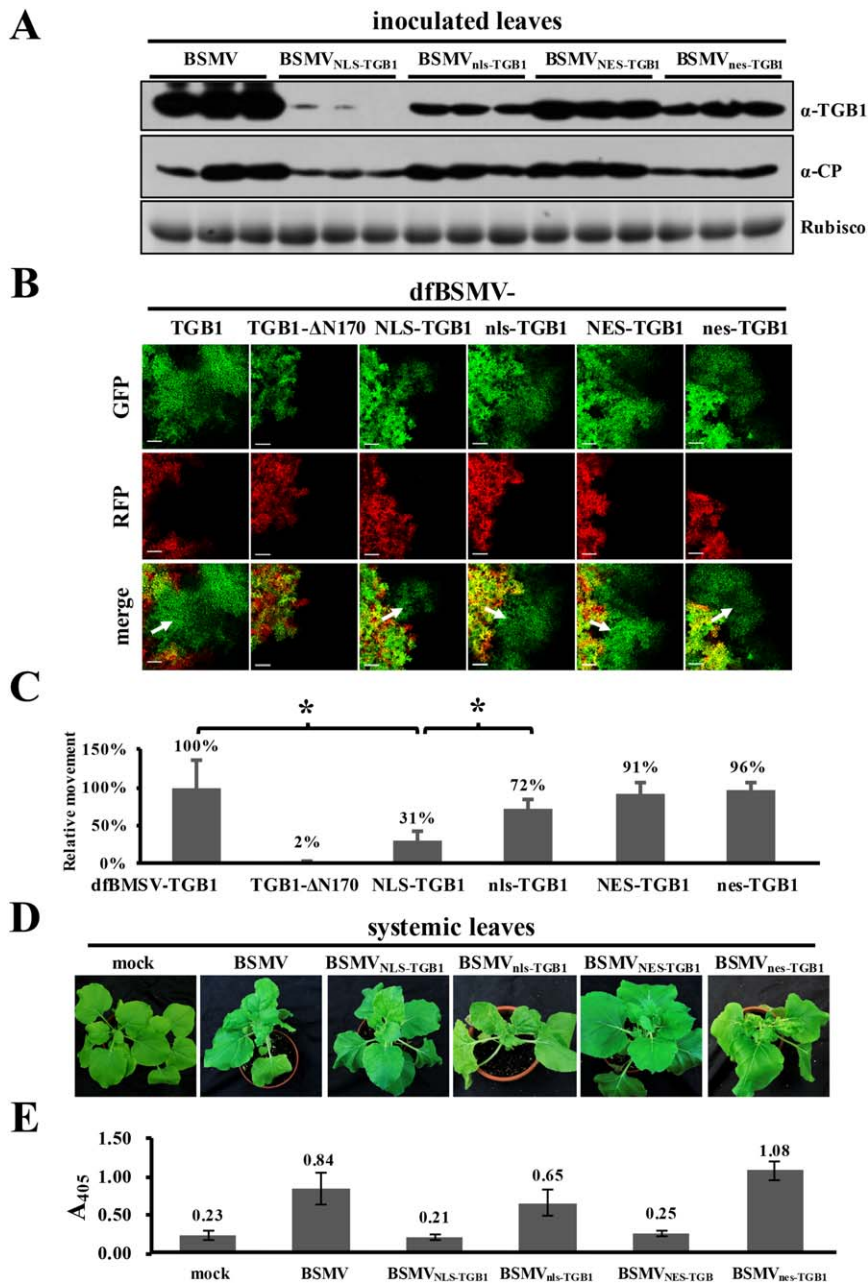 A
inoculated leaves
BSMV BSMVNLS-TGB1 BSMVnls-TGB1 BSMVNES-TGB1 BSMVnes-TGB1
α-TGB1
α-CP
Rubisco
B
dfBSMV-
TGB1 TGB1-ΔN170 NLS-TGB1 nls-TGB1 NES-TGB1 nes-TGB1
GFP
RFP
merge
C
* *
Relative movement
150%
100%
50%
0%
100% 2% 31% 72% 91% 96%
dfBMSV-TGB1 TGB1-ΔN170 NLS-TGB1 nls-TGB1 NES-TGB1 nes-TGB1
D
systemic leaves
mock BSMV BSMVNLS-TGB1 BSMVnls-TGB1 BSMVNES-TGB1 BSMVnes-TGB1
E
A405
1.50
1.00
0.50
0.00
0.23 0.84 0.21 0.65 0.25 1.08
mock BSMV BSMVNLS-TGB1 BSMVnls-TGB1 BSMVNES-TGB BSMVnes-TGB1